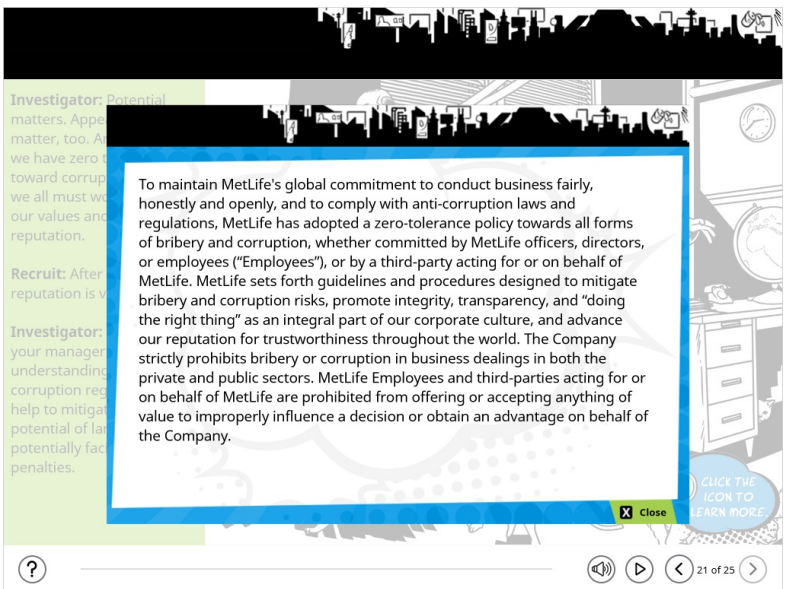 Investigator: Potential
matters. Appe
matter, too. Ar
we have zero t
toward corrup
we all must wo
our values and
reputation.
Recruit: After
reputation is v
Investigator:
your manager
understanding
corruption reg
help to mitigat
potential of lar
potentially faci
penalties.
To maintain MetLife's global commitment to conduct business fairly,
honestly and openly, and to comply with anti-corruption laws and
regulations, MetLife has adopted a zero-tolerance policy towards all forms
of bribery and corruption, whether committed by MetLife officers, directors,
or employees (“Employees”), or by a third-party acting for or on behalf of
MetLife. MetLife sets forth guidelines and procedures designed to mitigate
bribery and corruption risks, promote integrity, transparency, and “doing
the right thing” as an integral part of our corporate culture, and advance
our reputation for trustworthiness throughout the world. The Company
strictly prohibits bribery or corruption in business dealings in both the
private and public sectors. MetLife Employees and third-parties acting for or
on behalf of MetLife are prohibited from offering or accepting anything of
value to improperly influence a decision or obtain an advantage on behalf of
the Company.
X Close
CLICK THE
ICON TO
LEARN MORE.
?
21 of 25